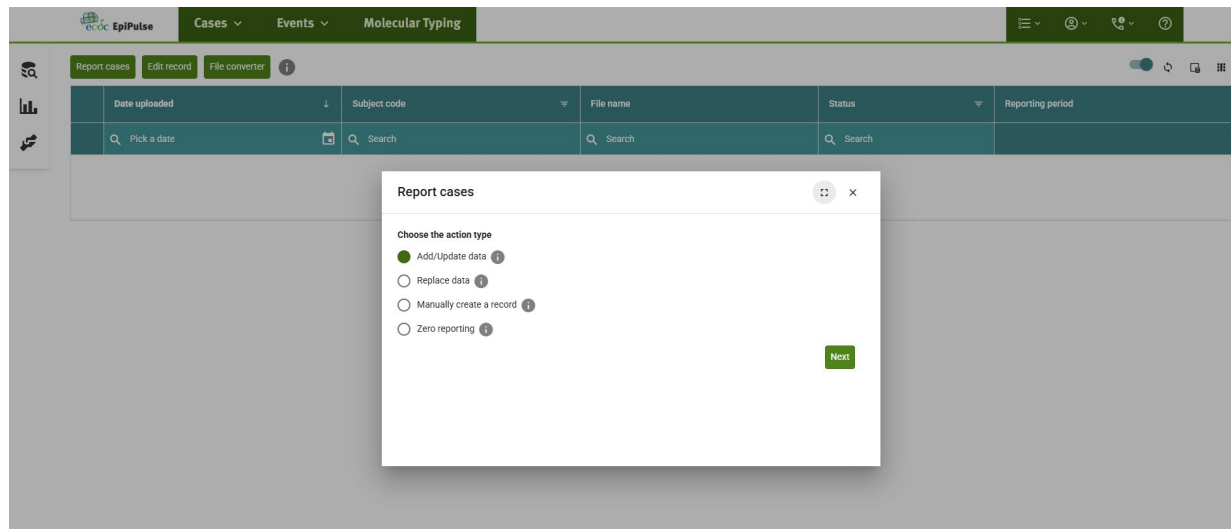 ecdc EpiPulse Cases Events Molecular Typing
Report cases Edit record File converter
Date uploaded Subject code File name Status Reporting period
Pick a date Search Search Search
Report cases
Choose the action type
Add/Update data
Replace data
Manually create a record
Zero reporting
Next